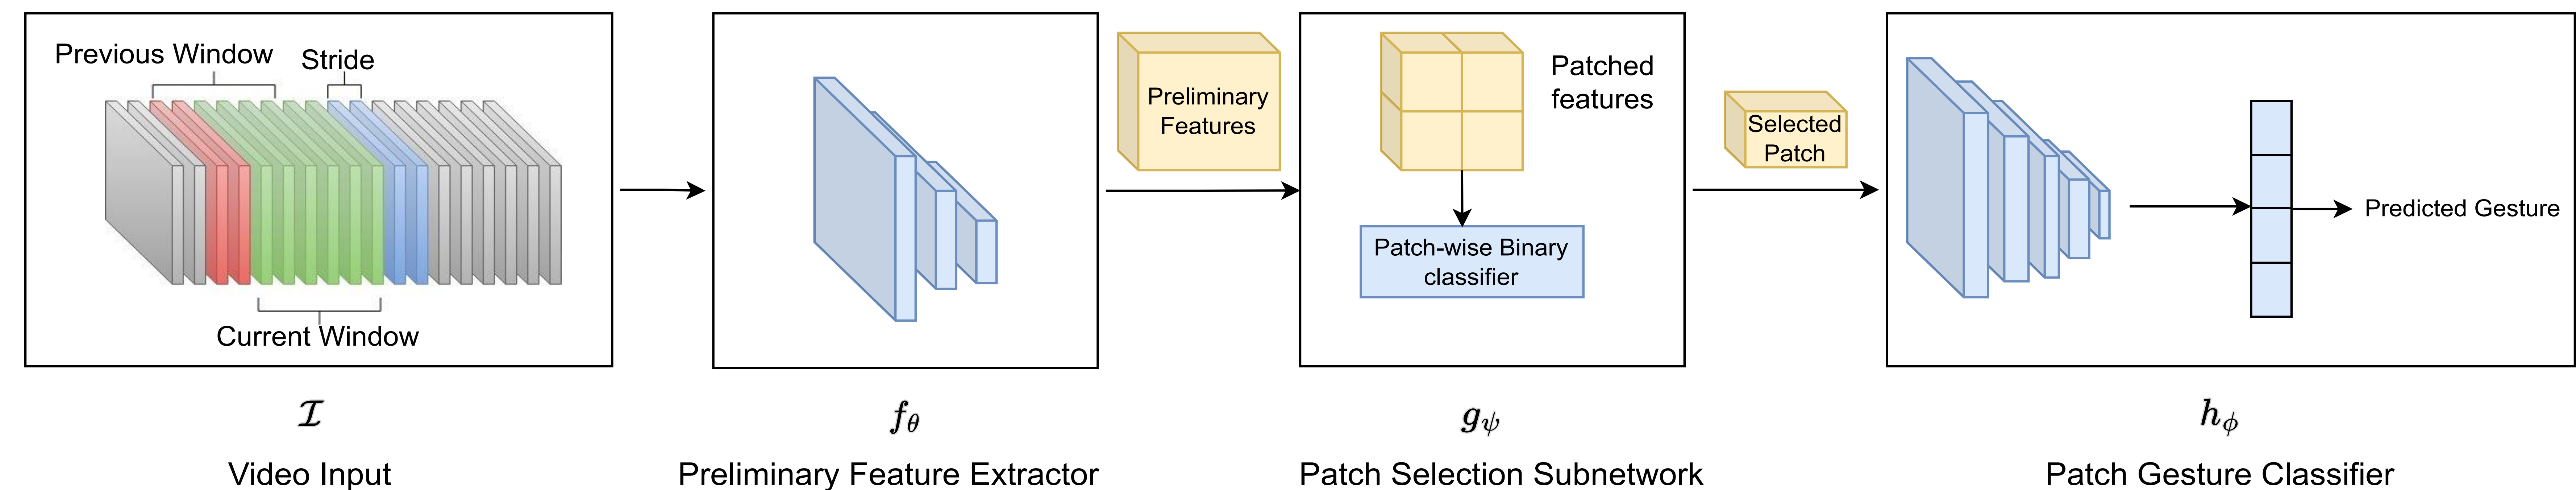 Previous Window
Stride
Current Window
Preliminary
Features
Patched
features
Patch-wise Binary
classifier
Selected
Patch
Predicted Gesture
𝓘
f_θ
g_ψ
h_ϕ
Video Input
Preliminary Feature Extractor
Patch Selection Subnetwork
Patch Gesture Classifier